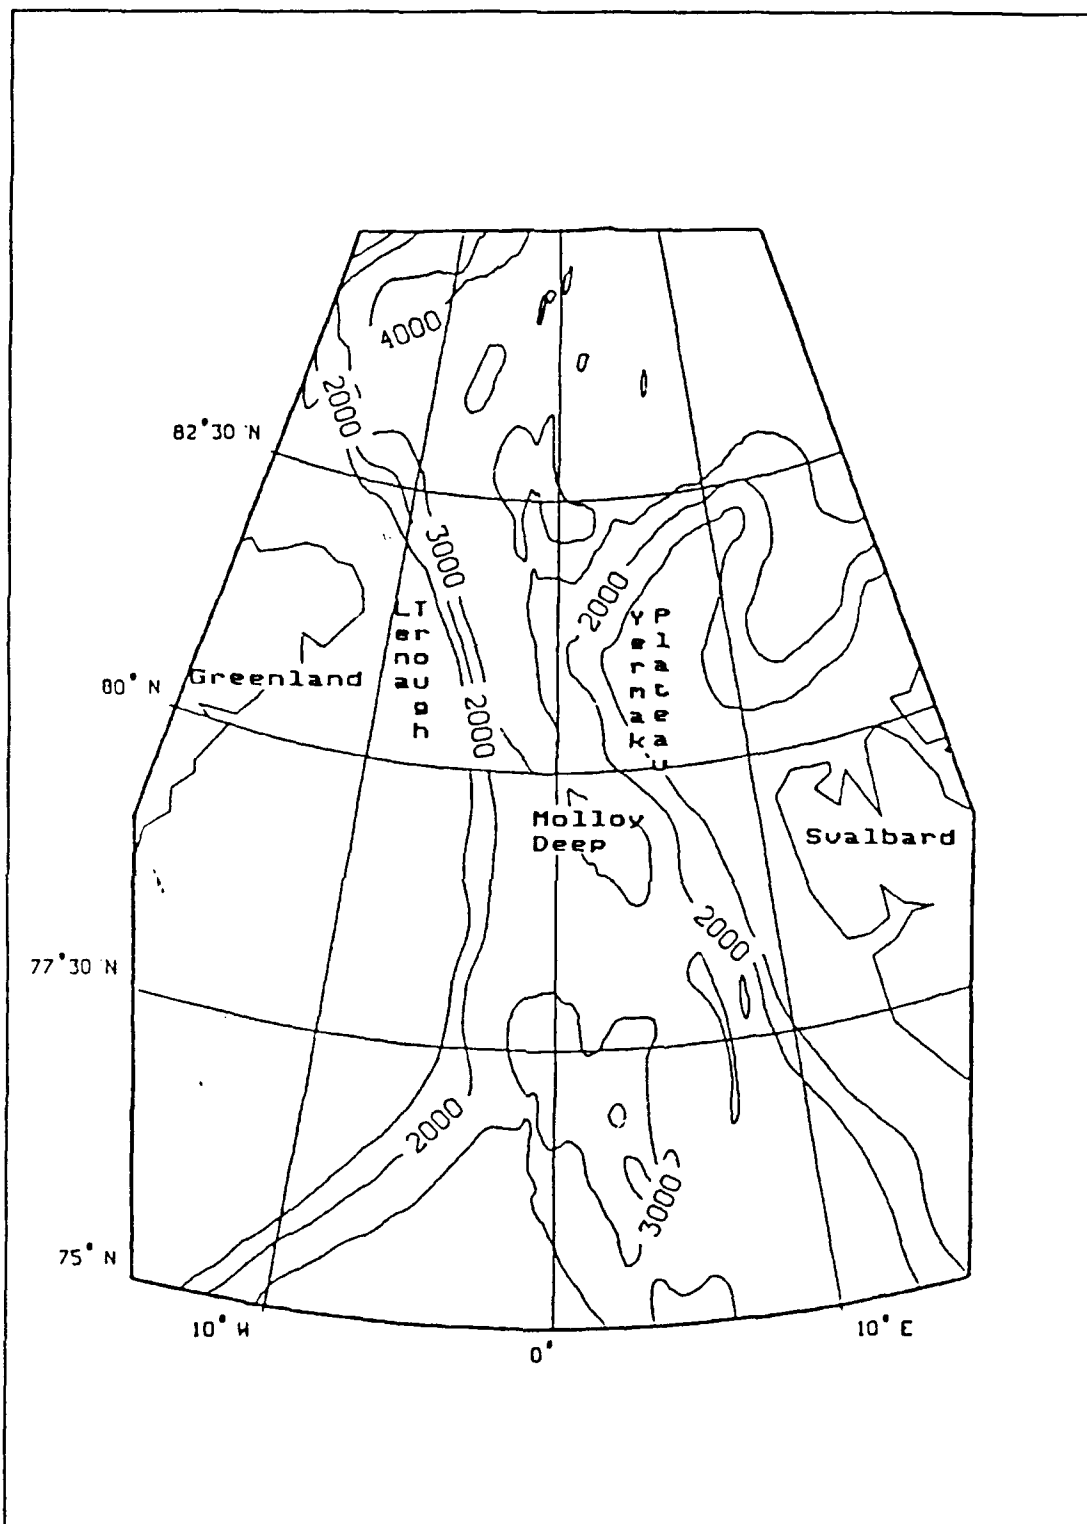 4000
2000
82°30 N
3000
2000
Lena
Trough
Yermak
Plateau
Greenland
80° N
2000
Molloy
Deep
Svalbard
2000
77°30 N
2000
3000
75° N
10° W
10° E
0°